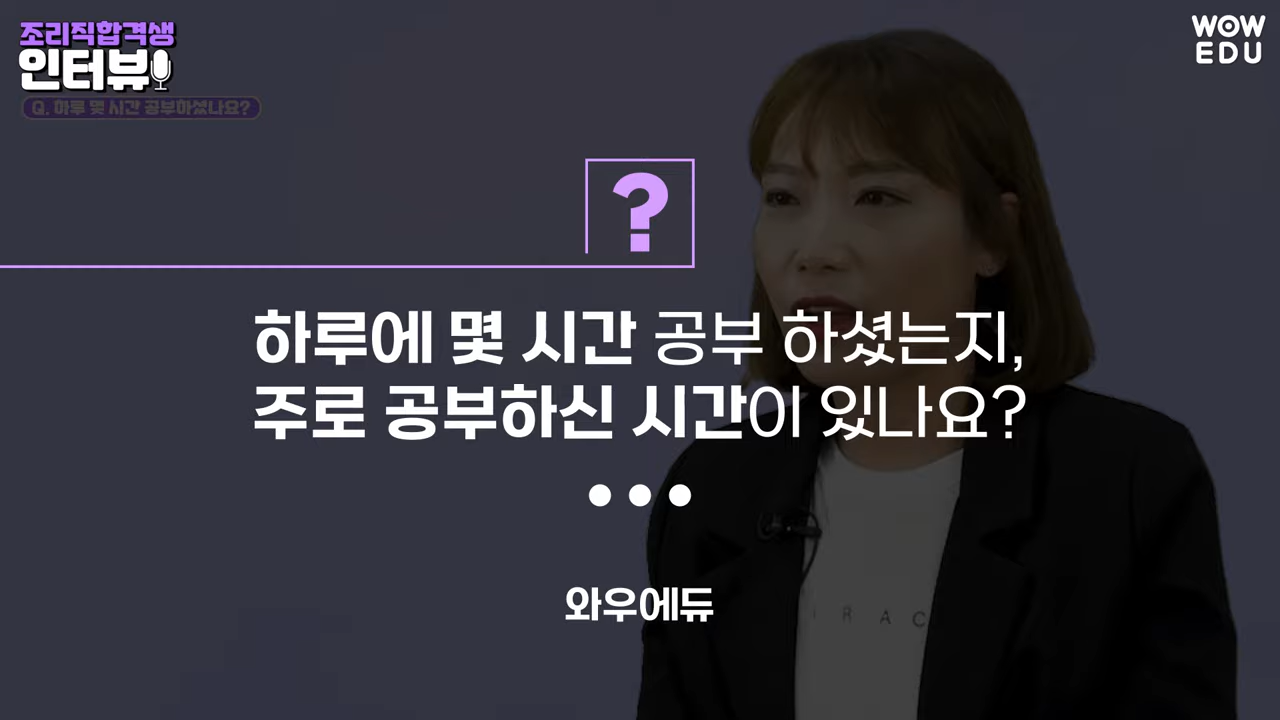 조리직합격생
인터뷰
Q. 하루 몇 시간 공부하셨나요?
WOW
EDU
?
하루에 몇 시간 공부 하셨는지,
주로 공부하신 시간이 있나요?
와우에듀
IRAC